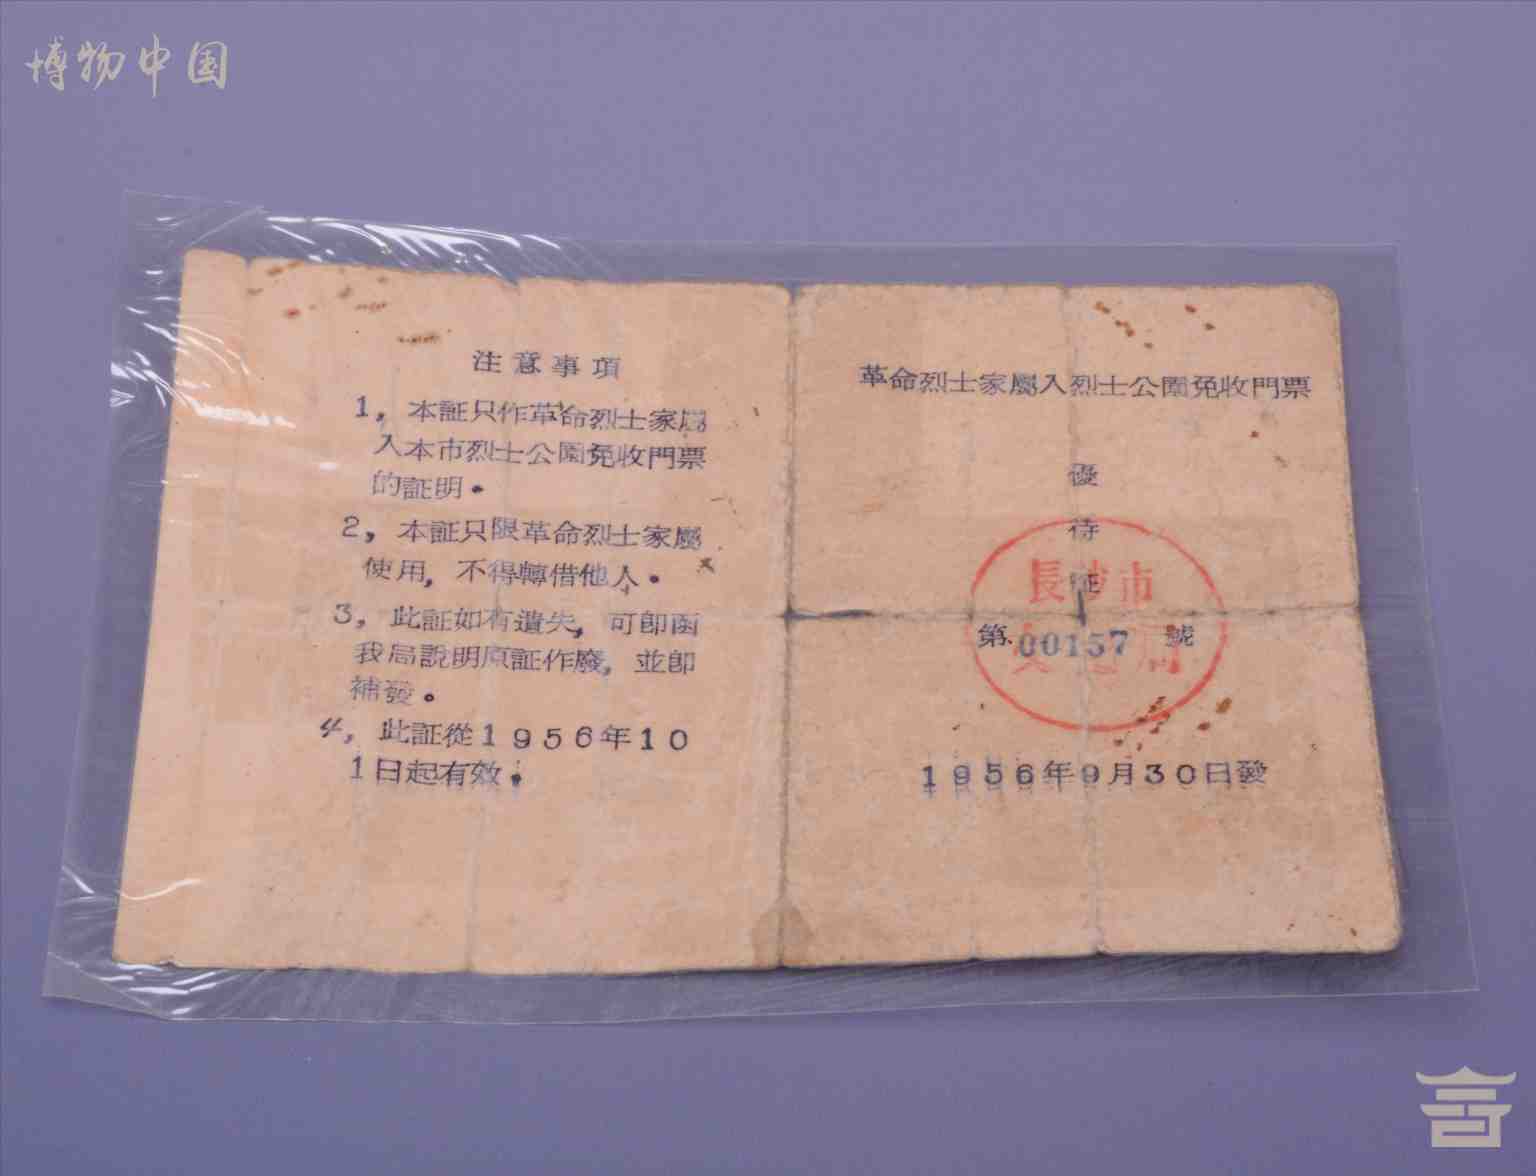 博物中国
注意事項
1，本証只作革命烈士家屬
入本市烈士公園免收門票
的証明。
2，本証只限革命烈士家屬
使用，不得轉借他人。
3，此証如有遺失，可卽函
我局說明原証作廢，並卽
補發。
4，此証從1956年10
1日起有效。
革命烈士家屬入烈士公園免收門票
優
待
証
長沙市
第00157號
1956年9月30日發